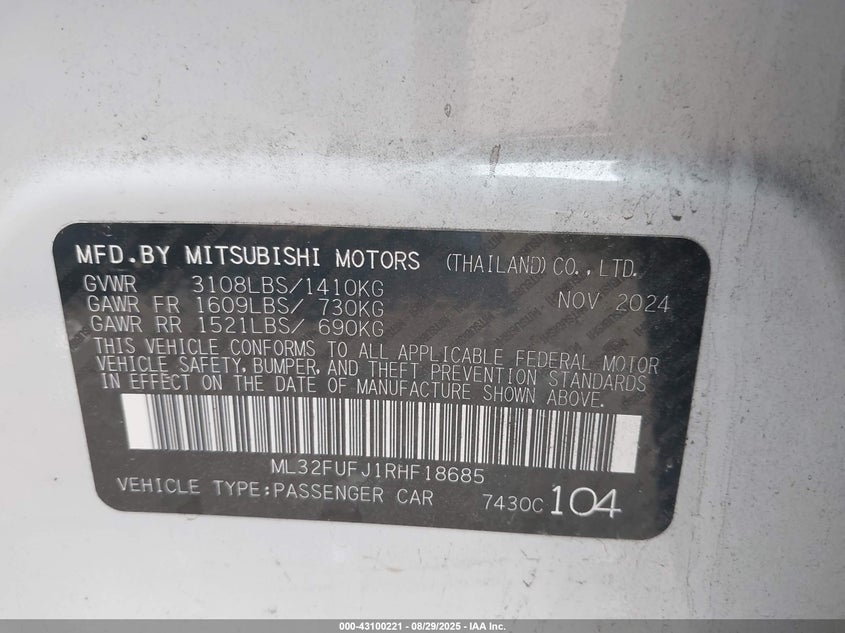 MFD.BY MITSUBISHI MOTORS (THAILAND) CO., LTD.
GVWR 3108LBS/1410KG NOV 2024
GAWR FR 1609LBS/ 730KG
GAWR RR 1521LBS/ 690KG
THIS VEHICLE CONFORMS TO ALL APPLICABLE FEDERAL MOTOR
VEHICLE SAFETY, BUMPER, AND THEFT PREVENTION STANDARDS
IN EFFECT ON THE DATE OF MANUFACTURE SHOWN ABOVE.
ML32FUFJ1RHF18685
VEHICLE TYPE:PASSENGER CAR 7430C 104
000-43100221 - 08/29/2025 - IAA Inc.